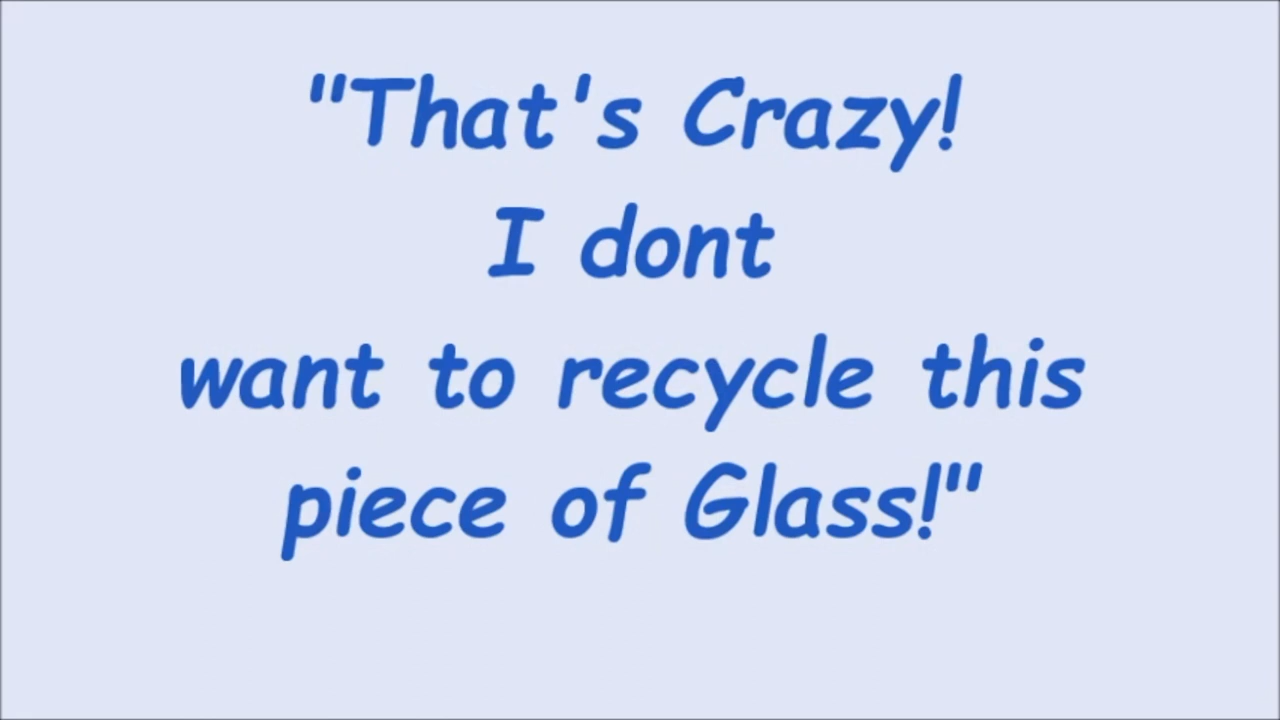 "That's Crazy!
I dont
want to recycle this
piece of Glass!"